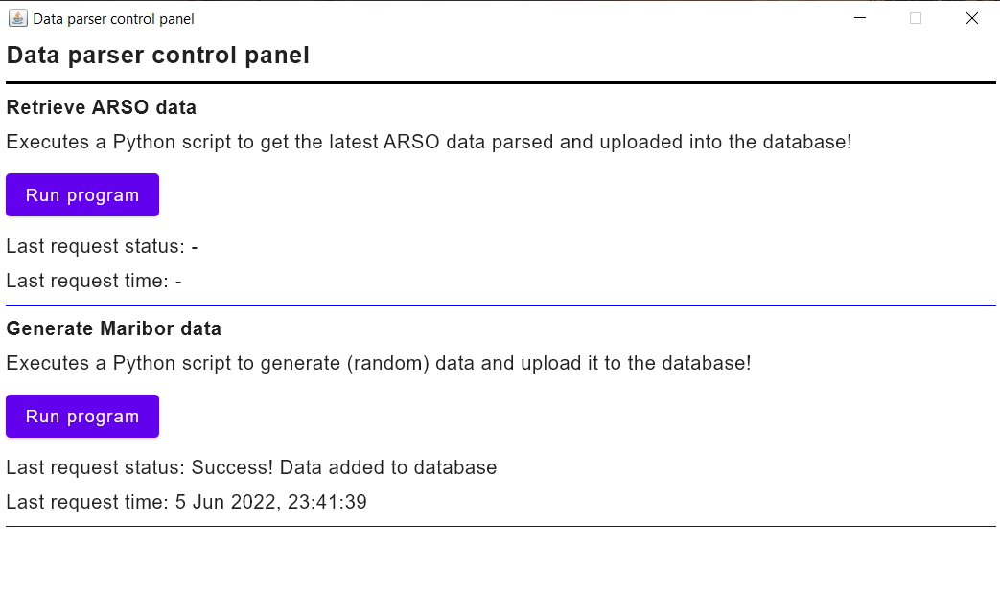 Data parser control panel
Data parser control panel
Retrieve ARSO data
Executes a Python script to get the latest ARSO data parsed and uploaded into the database!
Run program
Last request status: -
Last request time: -
Generate Maribor data
Executes a Python script to generate (random) data and upload it to the database!
Run program
Last request status: Success! Data added to database
Last request time: 5 Jun 2022, 23:41:39